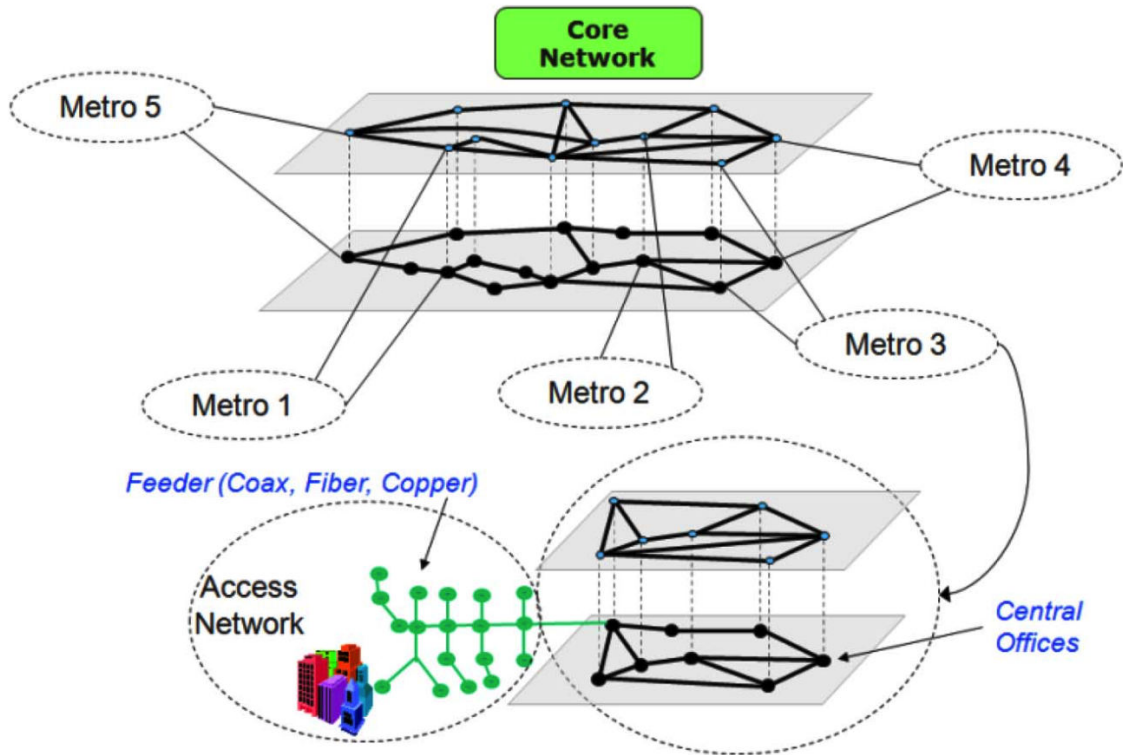 Core
Network
Metro 5
Metro 4
Metro 3
Metro 2
Metro 1
Feeder (Coax, Fiber, Copper)
Access
Network
Central
Offices